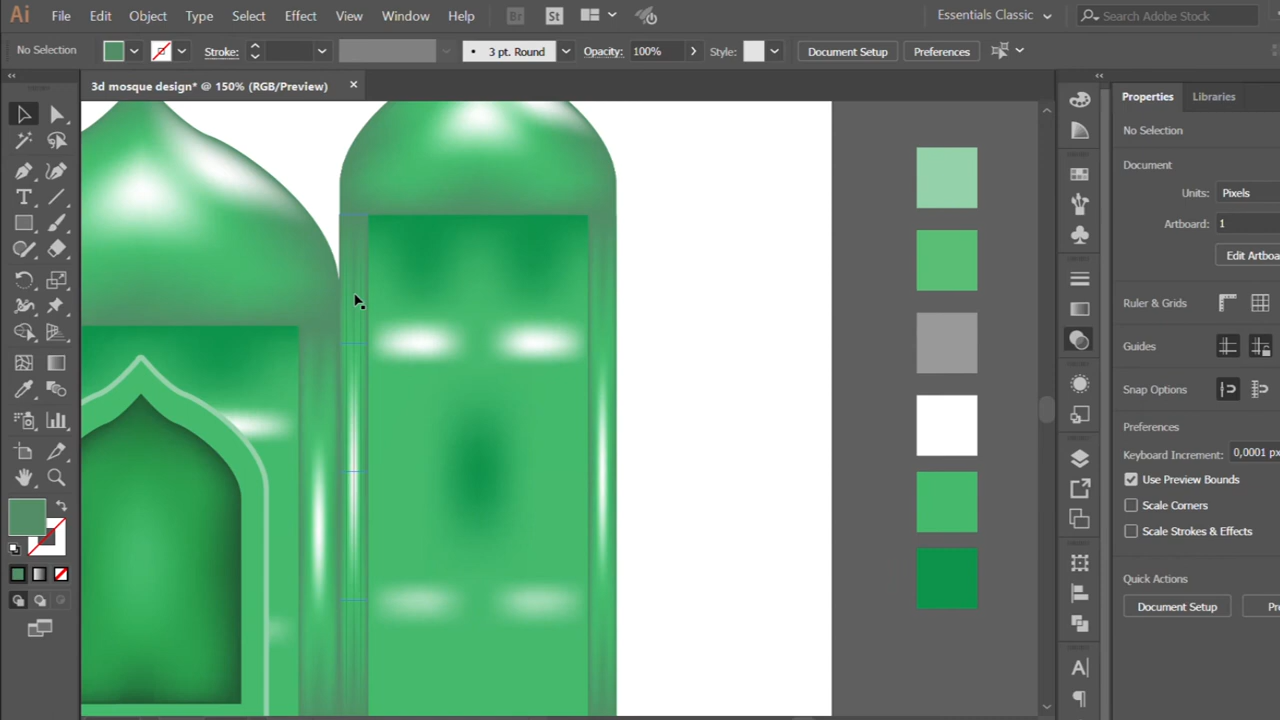 Ai File Edit Object Type Select Effect View Window Help Br St Essentials Classic Search Adobe Stock
No Selection Stroke: 3 pt. Round Opacity: 100% Style: Document Setup Preferences
3d mosque design* @ 150% (RGB/Preview)
Properties Libraries
No Selection
Document
Units: Pixels
Artboard: 1
Edit Artboa
Ruler & Grids
Guides
Snap Options
Preferences
Keyboard Increment: 0,0001 px
Use Preview Bounds
Scale Corners
Scale Strokes & Effects
Quick Actions
Document Setup Pr